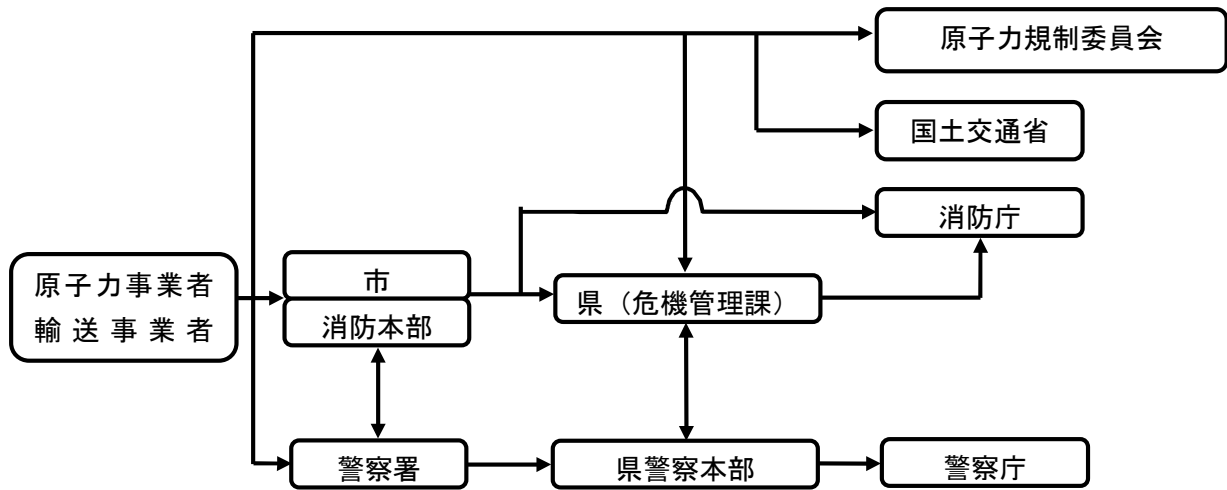 原子力規制委員会
国土交通省
消防庁
原子力事業者
輸送事業者
市
消防本部
県（危機管理課）
警察署
県警察本部
警察庁